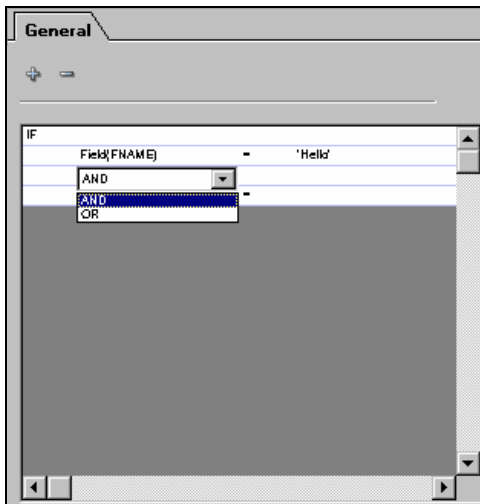 General
IF
Field(FNAME) = 'Hello'
AND
=
AND
OR